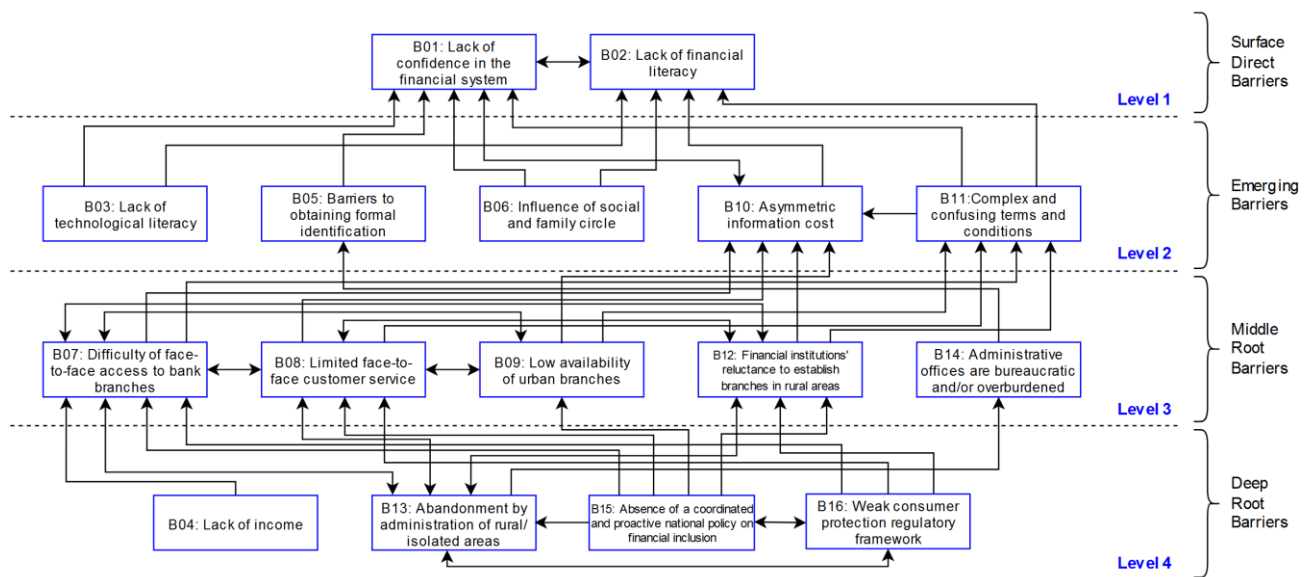 B01: Lack of
confidence in the
financial system
B02: Lack of financial
literacy
Surface
Direct
Barriers
Level 1
B03: Lack of
technological literacy
B05: Barriers to
obtaining formal
identification
B06: Influence of social
and family circle
B10: Asymmetric
information cost
B11:Complex and
confusing terms and
conditions
Emerging
Barriers
Level 2
B07: Difficulty of face-
to-face access to bank
branches
B08: Limited face-to-
face customer service
B09: Low availability
of urban branches
B12: Financial institutions'
reluctance to establish
branches in rural areas
B14: Administrative
offices are bureaucratic
and/or overburdened
Middle
Root
Barriers
Level 3
B04: Lack of income
B13: Abandonment by
administration of rural/
isolated areas
B15: Absence of a coordinated
and proactive national policy on
financial inclusion
B16: Weak consumer
protection regulatory
framework
Deep
Root
Barriers
Level 4